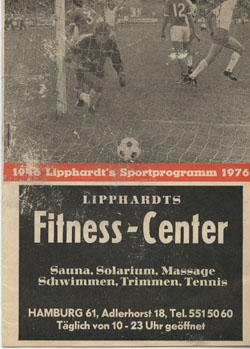 12
1946 Lipphardt's Sportprogramm 1976
LIPPHARDTS
Fitness-Center
Sauna, Solarium, Massage
Schwimmen, Trimmen, Tennis
HAMBURG 61, Adlerhorst 18, Tel. 551 50 60
Täglich von 10 - 23 Uhr geöffnet